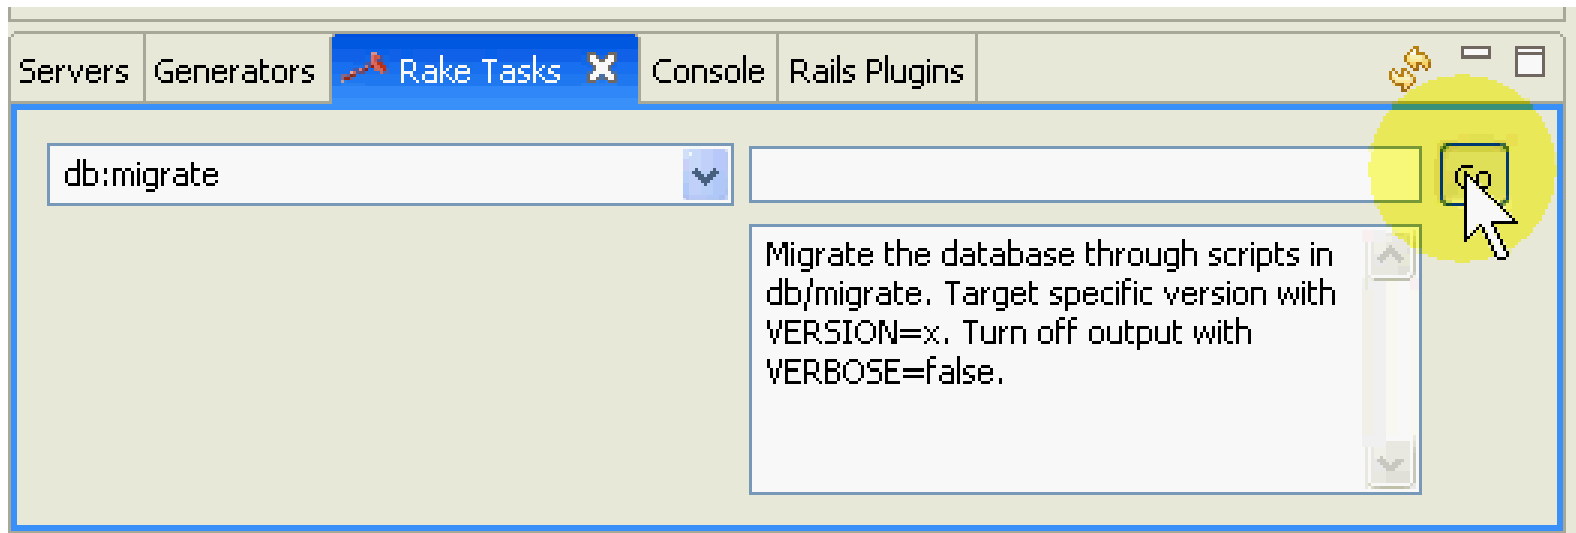 Servers Generators Rake Tasks Console Rails Plugins
db:migrate Go
Migrate the database through scripts in
db/migrate. Target specific version with
VERSION=x. Turn off output with
VERBOSE=false.